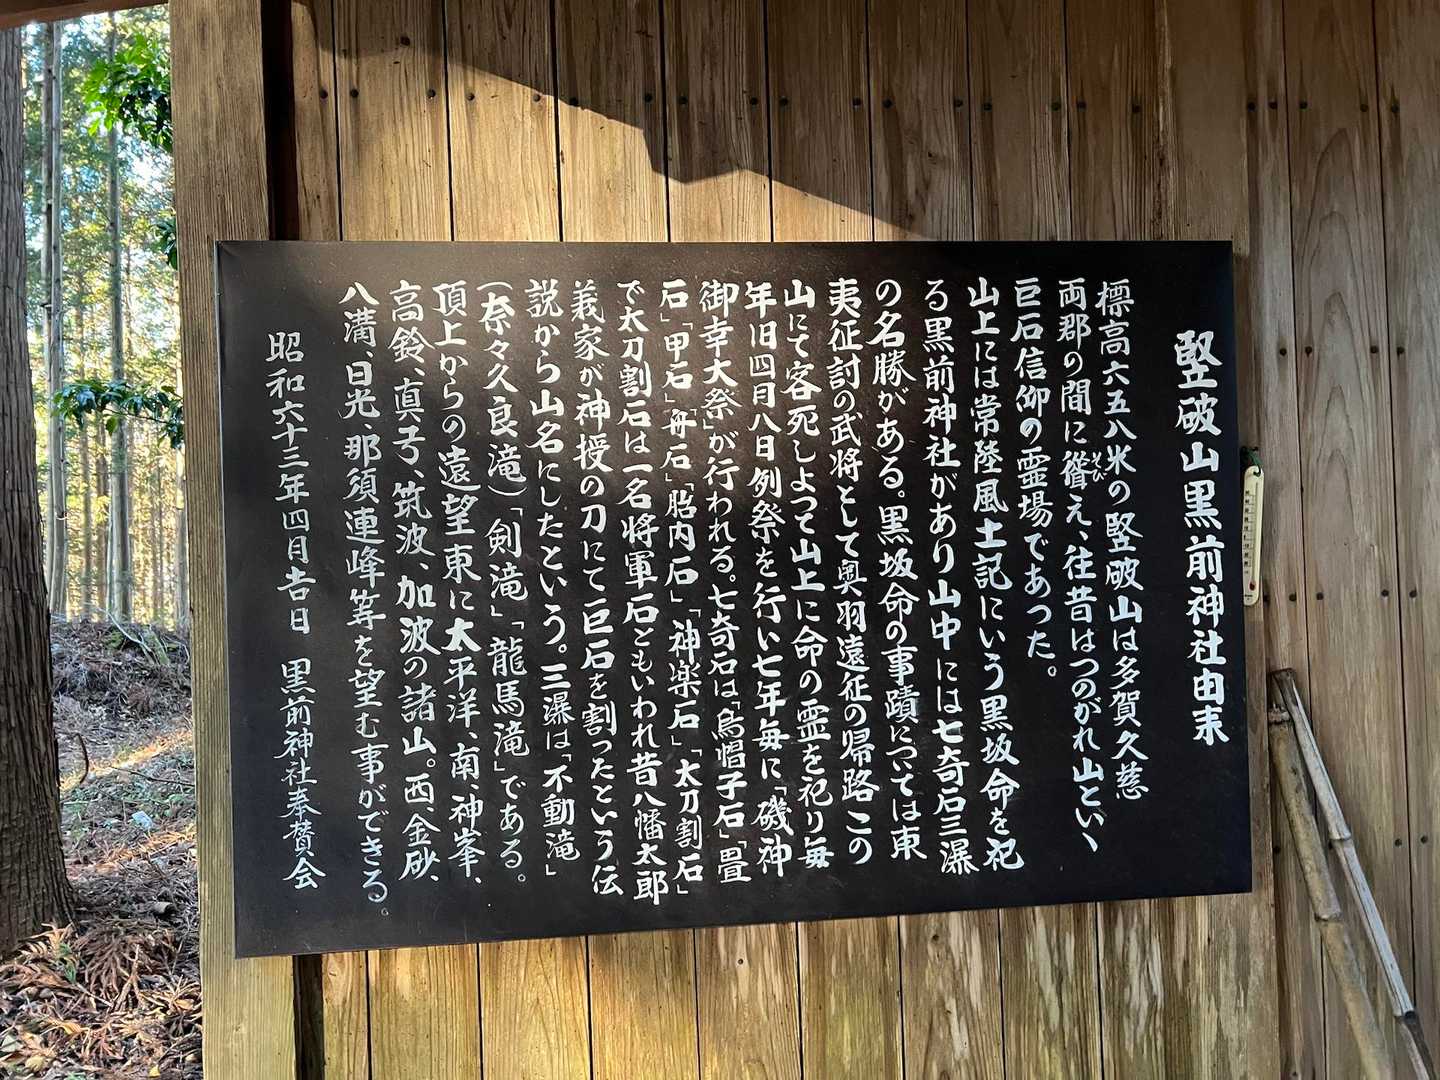 竪破山黒前神社由来
標高六五八米の竪破山は多賀久慈
両郡の間に聳え、往昔はつのがれ山といヽ
そび
巨石信仰の霊場であった。
山上には常陸風土記にいう黒坂命を祀
る黒前神社があり山中には七奇石三瀑
の名勝がある。黒坂命の事蹟については東
夷征討の武将として奥羽遠征の帰路この
山にて客死しよつて山上に命の霊を祀り毎
年旧四月八日例祭を行い七年毎に「磯神
御幸大祭」が行われる。七奇石は「烏帽子石」「畳
石」「甲石」「舟石」「胎内石」「神楽石」「太刀割石」
で太刀割石は一名将軍石ともいわれ昔八幡太郎
義家が神授の刀にて巨石を割ったという伝
説から山名にしたという。三瀑は「不動滝」
(奈々久良滝)「剣滝」「龍馬滝」である。
頂上からの遠望東に太平洋、南、神峯、
高鈴、真弓、筑波、加波の諸山。西、金砂、
八溝、日光、那須連峰等を望む事ができる。
昭和六十三年四月吉日 黒前神社奉賛会